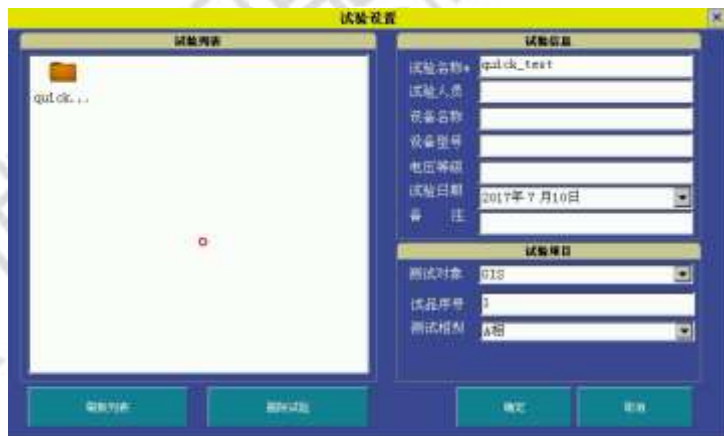 试验设置
试验列表
quick...
试验信息
试验名称* quick_test
试验人员
设备名称
设备型号
电压等级
试验日期 2017年 7 月10日
备 注
试验项目
测试对象 GIS
试品序号
测试相别 A相
刷新列表
删除试验
确定
取消